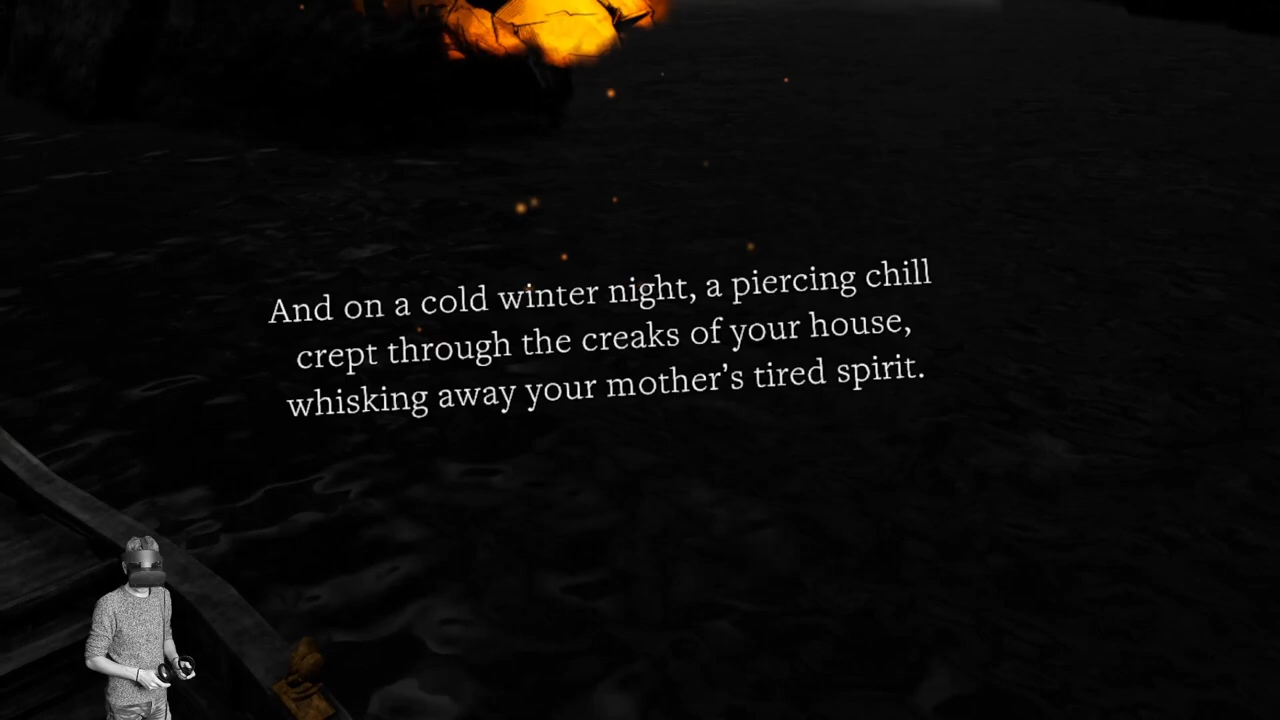 And on a cold winter night, a piercing chill
crept through the creaks of your house,
whisking away your mother’s tired spirit.